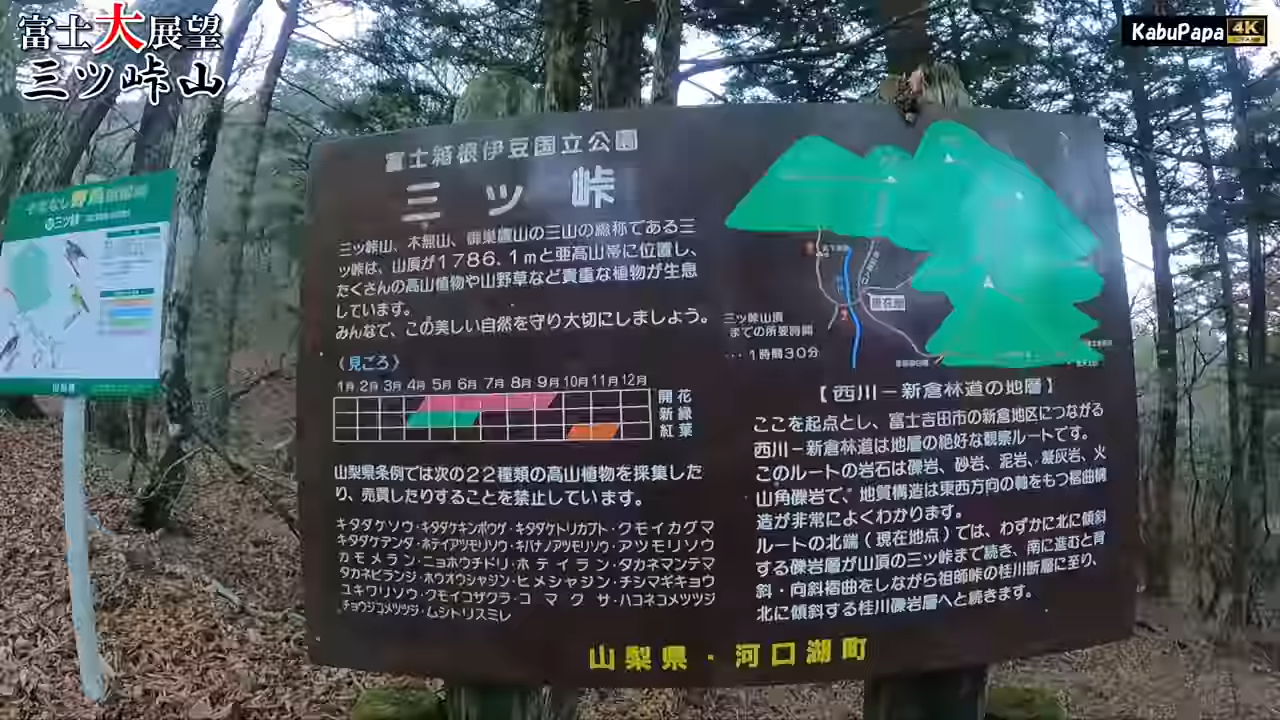 富士大展望
三ツ峠山
KabuPapa
4K
富士箱根伊豆国立公園
三ッ峠
三ッ峠山、木無山、御巣鷹山の三山の総称である三
ッ峠は、山頂が1786.1mと亜高山帯に位置し、
たくさんの高山植物や山野草など貴重な植物が生息
しています。
みんなで、この美しい自然を守り大切にしましょう。
(見ごろ)
1月 2月 3月 4月 5月 6月 7月 8月 9月 10月 11月 12月
開花
新緑
紅葉
山梨県条例では次の22種類の高山植物を採集した
り、売買したりすることを禁止しています。
キタダケソウ・キタダケキンポウゲ・キタダケトリカブト・クモイカグマ
キタダケデンダ・ホテイアツモリソウ・キバナノアツモリソウ・アツモリソウ
カモメラン・ニョホウチドリ・ホテイラン・タカネマンテマ
タカネビランジ・ホウオウシャジン・ヒメシャジン・チシマギキョウ
ユキワリソウ・クモイコザクラ・コマクサ・ハコネコメツツジ
チョウジコメツツジ・ムシトリスミレ
現在地
三ッ峠山頂
までの所要時間
・・・1時間30分
【西川－新倉林道の地層】
ここを起点とし、富士吉田市の新倉地区につながる
西川－新倉林道は地層の絶好な観察ルートです。
このルートの岩石は礫岩、砂岩、泥岩、凝灰岩、火
山角礫岩で、地質構造は東西方向の軸をもつ褶曲構
造が非常によくわかります。
ルートの北端(現在地点)では、わずかに北に傾斜
する礫岩層が山頂の三ッ峠まで続き、南に進むと背
斜・向斜褶曲をしながら祖師峠の桂川断層に至り、
北に傾斜する桂川礫岩層へと続きます。
山梨県・河口湖町
三ツ峠